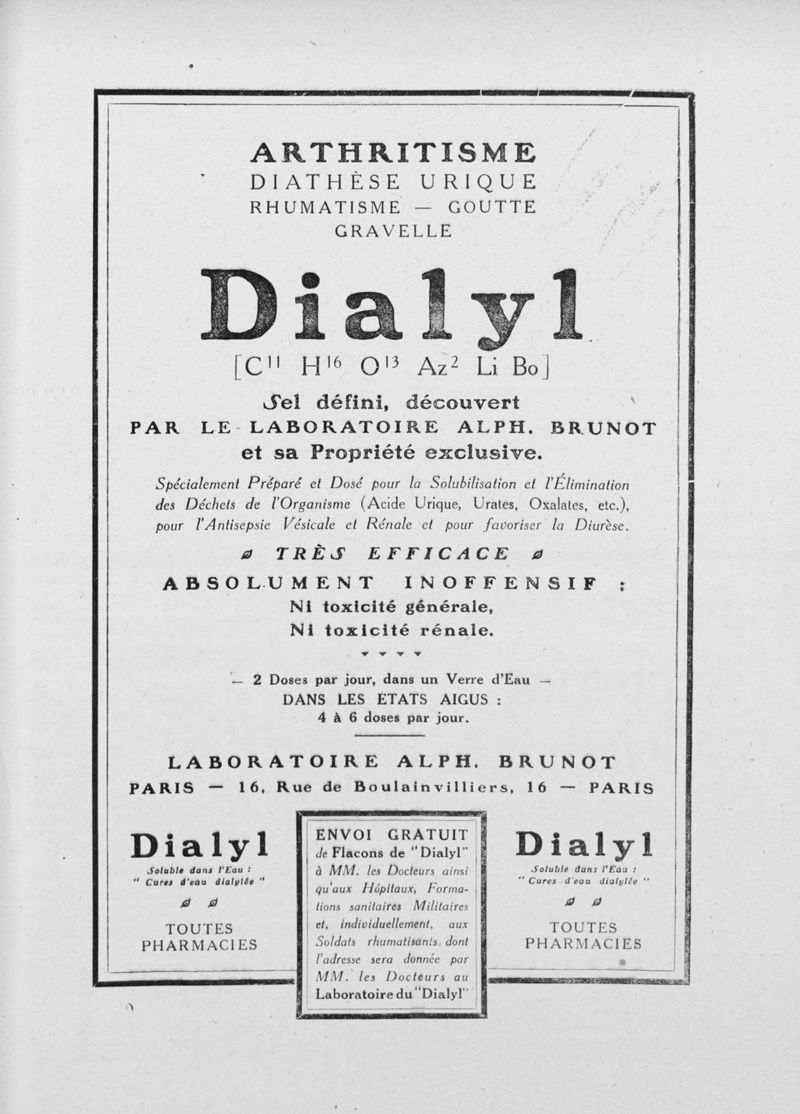 ARTHRITISME
DIATHÈSE URIQUE
RHUMATISME — GOUTTE
GRAVELLE
Dialyl
[C¹¹ H¹⁶ O¹³ Az² Li Bo]
Sel défini, découvert
PAR LE LABORATOIRE ALPH. BRUNOT
et sa Propriété exclusive.
Spécialement Préparé et Dosé pour la Solubilisation et l'Élimination
des Déchets de l'Organisme (Acide Urique, Urates, Oxalates, etc.),
pour l'Antisepsie Vésicale et Rénale et pour favoriser la Diurèse.
TRÈS EFFICACE
ABSOLUMENT INOFFENSIF :
Ni toxicité générale,
Ni toxicité rénale.
— 2 Doses par jour, dans un Verre d'Eau —
DANS LES ÉTATS AIGUS :
4 à 6 doses par jour.
LABORATOIRE ALPH. BRUNOT
PARIS — 16, Rue de Boulainvilliers, 16 — PARIS
Dialyl
Soluble dans l'Eau :
" Cures d'eau dialylée "
TOUTES
PHARMACIES
ENVOI GRATUIT
de Flacons de "Dialyl"
à MM. les Docteurs ainsi
qu'aux Hôpitaux, Forma-
tions sanitaires Militaires
et, individuellement, aux
Soldats rhumatisants, dont
l'adresse sera donnée par
MM. les Docteurs au
Laboratoire du "Dialyl"
Dialyl
Soluble dans l'Eau :
" Cures d'eau dialylée "
TOUTES
PHARMACIES